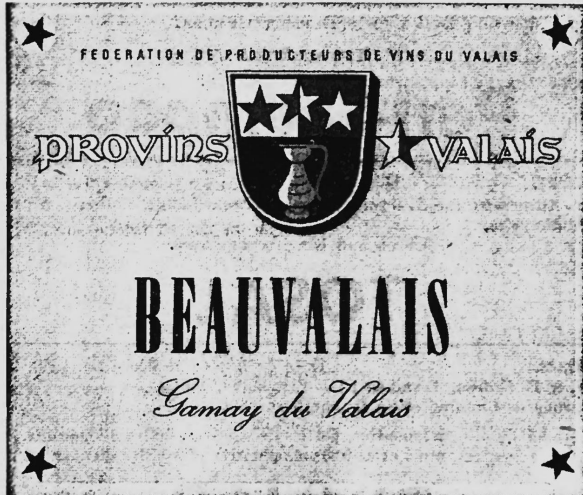 FEDERATION DE PRODUCTEURS DE VINS DU VALAIS
PROVINS VALAIS
BEAUVALAIS
Gamay du Valais